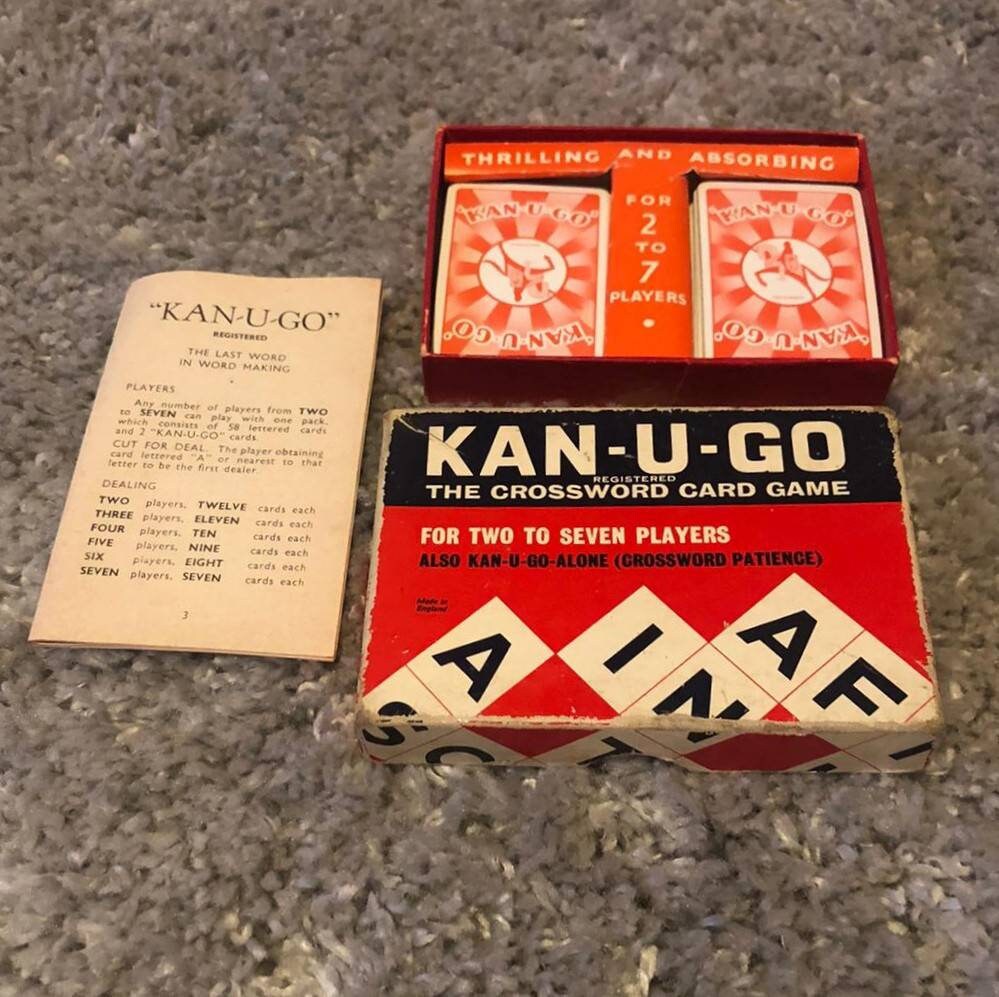 THRILLING AND ABSORBING
FOR
2
TO
7
PLAYERS
"KAN-U-GO"
"KAN-U-GO"
"KAN-U-GO"
"KAN-U-GO"
"KAN-U-GO"
REGISTERED
THE LAST WORD
IN WORD MAKING
PLAYERS
Any number of players from TWO
to SEVEN can play with one pack,
which consists of 58 lettered cards
and 2 "KAN-U-GO" cards.
CUT FOR DEAL. The player obtaining
card lettered "A" or nearest to that
letter to be the first dealer.
DEALING
TWO players, TWELVE cards each
THREE players, ELEVEN cards each
FOUR players, TEN cards each
FIVE players, NINE cards each
SIX players, EIGHT cards each
SEVEN players, SEVEN cards each
3
KAN-U-GO
REGISTERED
THE CROSSWORD CARD GAME
FOR TWO TO SEVEN PLAYERS
ALSO KAN-U-GO-ALONE (CROSSWORD PATIENCE)
Made in
England
A I A F
S C N